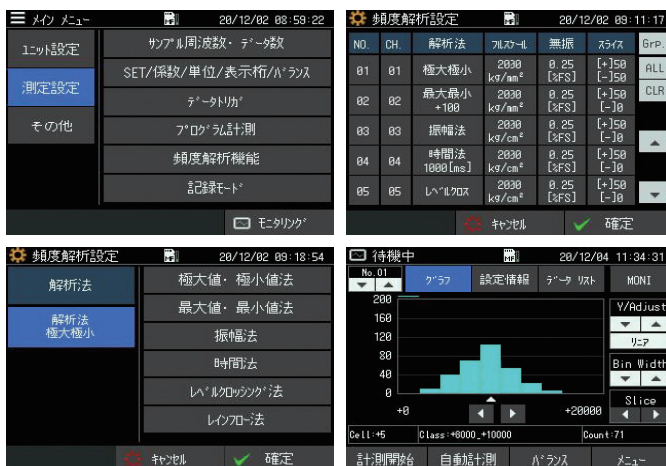 メインメニュー 20/12/02 08:59:22
ユニット設定
測定設定
その他
サンプル周波数・データ数
SET/係数/単位/表示桁/バランス
データトリガ
プログラム計測
頻度解析機能
記録モード
モニタリング
頻度解析設定 20/12/02 09:11:17
NO. CH. 解析法 フルスケール 無振 スライス Grp.
01 01 極大極小 2030 kg/mm² 0.25 [%FS] [+]50 [-]50 ALL
02 02 最大最小 +100 2030 kg/mm² 0.25 [%FS] [+]50 [-]0 CLR
03 03 振幅法 2030 kg/cm² 0.25 [%FS] [+]50 [-]0
04 04 時間法 1000[ms] 2030 kg/cm² 0.25 [%FS] [+]50 [-]0
05 05 レベルクロス 2030 kg/cm² 0.25 [%FS] [+]50 [-]0
キャンセル 確定
頻度解析設定 20/12/02 09:18:54
解析法
解析法
極大極小
極大値・極小値法
最大値・最小値法
振幅法
時間法
レベルクロッシング法
レインフロー法
キャンセル 確定
待機中 20/12/04 11:34:31
No.01 グラフ 設定情報 データリスト MONI
200
160
120
80
40
0
+0 +20000
Y/Adjust
リニア
Bin Width
Slice
Cell:+5 Class:+6000_+10000 Count:71
計測開始 自動計測 バランス メニュー